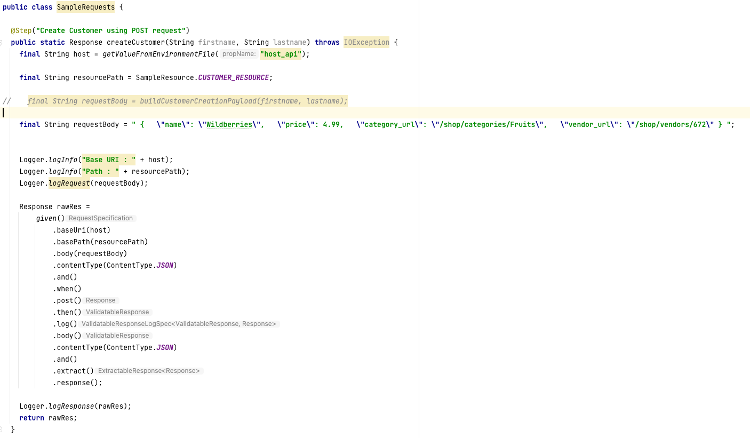 public class SampleRequests {
@Step("Create Customer using POST request")
public static Response createCustomer(String firstname, String lastname) throws IOException {
final String host = getValueFromEnvironmentFile( propName: "host_api");
final String resourcePath = SampleResource.CUSTOMER_RESOURCE;
// final String requestBody = buildCustomerCreationPayload(firstname, lastname);
final String requestBody = " { \"name\": \"Wildberries\", \"price\": 4.99, \"category_url\": \"/shop/categories/Fruits\", \"vendor_url\": \"/shop/vendors/672\" } ";
Logger.logInfo("Base URI : " + host);
Logger.logInfo("Path : " + resourcePath);
Logger.logRequest(requestBody);
Response rawRes =
given() RequestSpecification
.baseUri(host)
.basePath(resourcePath)
.body(requestBody)
.contentType(ContentType.JSON)
.and()
.when()
.post() Response
.then() ValidatableResponse
.log() ValidatableResponseLogSpec<ValidatableResponse, Response>
.body() ValidatableResponse
.contentType(ContentType.JSON)
.and()
.extract() ExtractableResponse<Response>
.response();
Logger.logResponse(rawRes);
return rawRes;
}